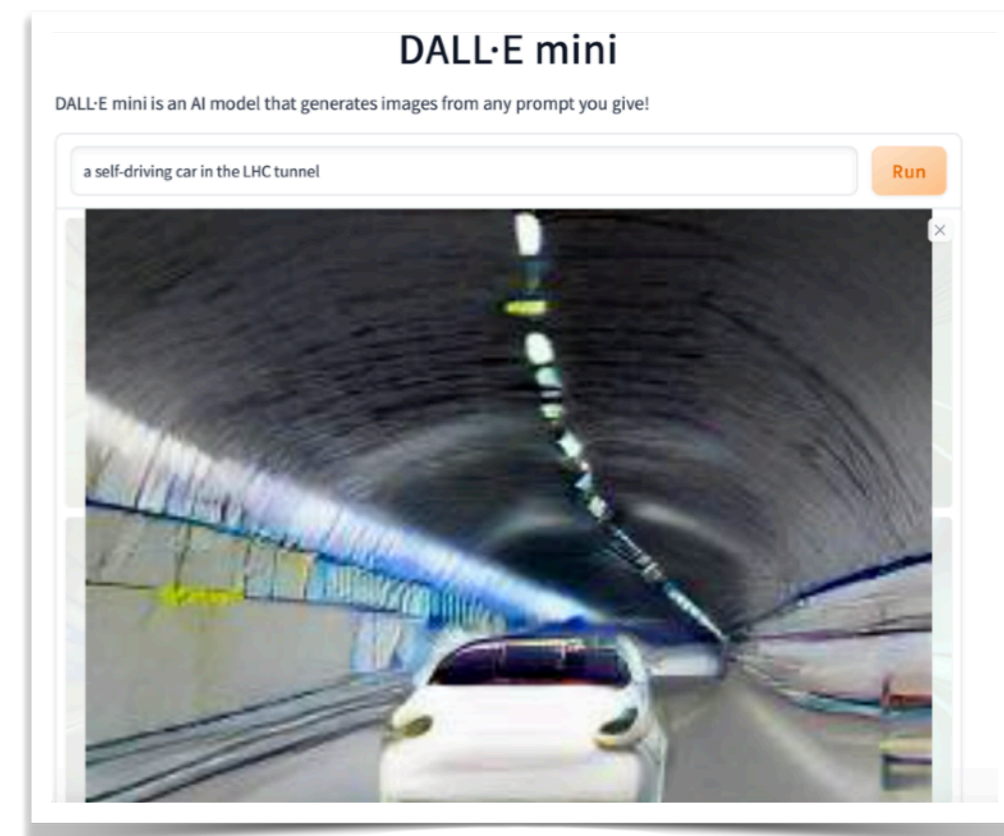 DALL·E mini
DALL·E mini is an AI model that generates images from any prompt you give!
a self-driving car in the LHC tunnel
Run